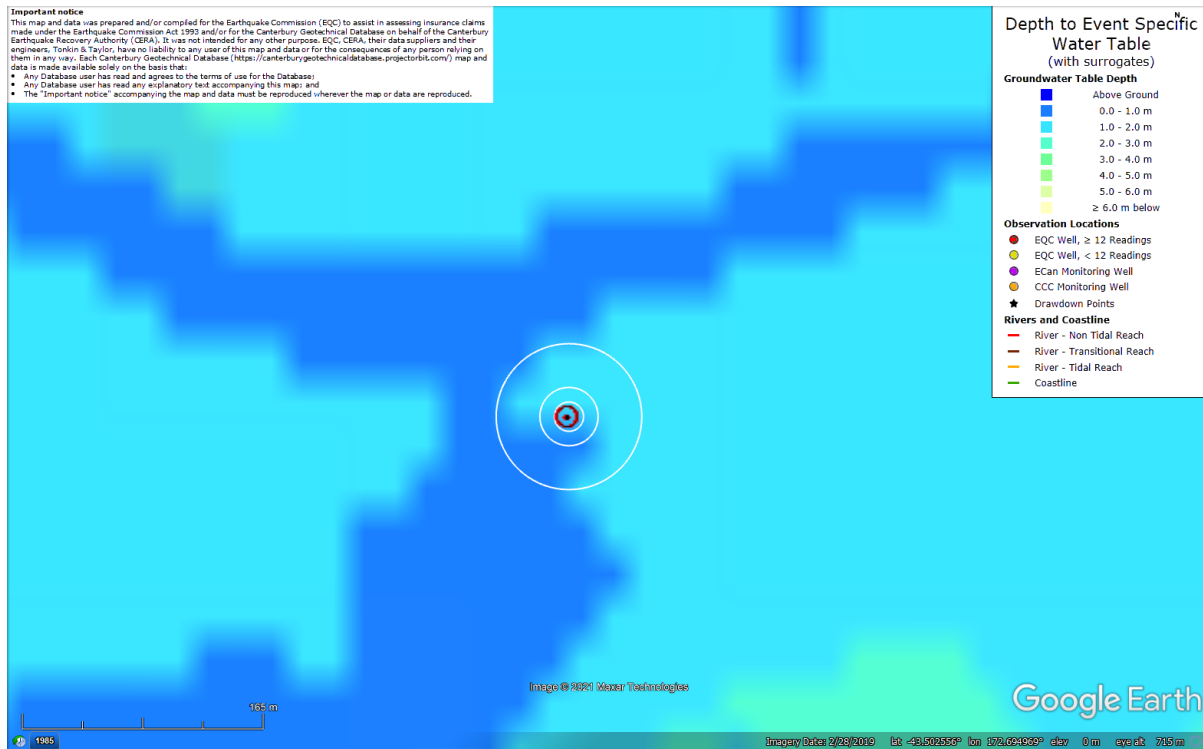 Important notice
This map and data was prepared and/or compiled for the Earthquake Commission (EQC) to assist in assessing insurance claims
made under the Earthquake Commission Act 1993 and/or for the Canterbury Geotechnical Database on behalf of the Canterbury
Earthquake Recovery Authority (CERA). It was not intended for any other purpose. EQC, CERA, their data suppliers and their
engineers, Tonkin & Taylor, have no liability to any user of this map and data or for the consequences of any person relying on
them in any way. Each Canterbury Geotechnical Database (https://canterburygeotechnicaldatabase.projectorbit.com/) map and
data is made available solely on the basis that:
• Any Database user has read and agrees to the terms of use for the Database;
• Any Database user has read any explanatory text accompanying this map; and
• The "Important notice" accompanying the map and data must be reproduced wherever the map or data are reproduced.
N
Depth to Event Specific
Water Table
(with surrogates)
Groundwater Table Depth
Above Ground
0.0 - 1.0 m
1.0 - 2.0 m
2.0 - 3.0 m
3.0 - 4.0 m
4.0 - 5.0 m
5.0 - 6.0 m
≥ 6.0 m below
Observation Locations
EQC Well, ≥ 12 Readings
EQC Well, < 12 Readings
ECan Monitoring Well
CCC Monitoring Well
Drawdown Points
Rivers and Coastline
River - Non Tidal Reach
River - Transitional Reach
River - Tidal Reach
Coastline
Image © 2021 Maxar Technologies
Google Earth
165 m
1985
Imagery Date: 2/28/2019 lat -43.502556° lon 172.694969° elev 0 m eye alt 715 m